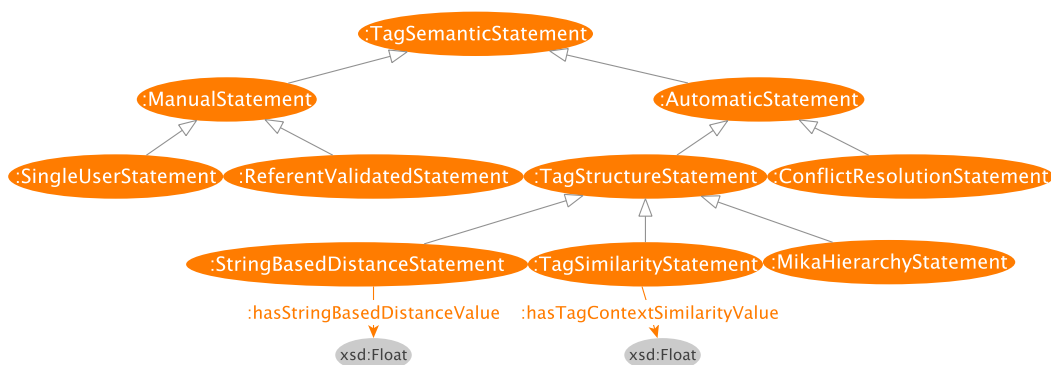 :TagSemanticStatement
:ManualStatement
:AutomaticStatement
:SingleUserStatement
:ReferentValidatedStatement
:TagStructureStatement
:ConflictResolutionStatement
:StringBasedDistanceStatement
:TagSimilarityStatement
:MikaHierarchyStatement
:hasStringBasedDistanceValue
:hasTagContextSimilarityValue
xsd:Float
xsd:Float